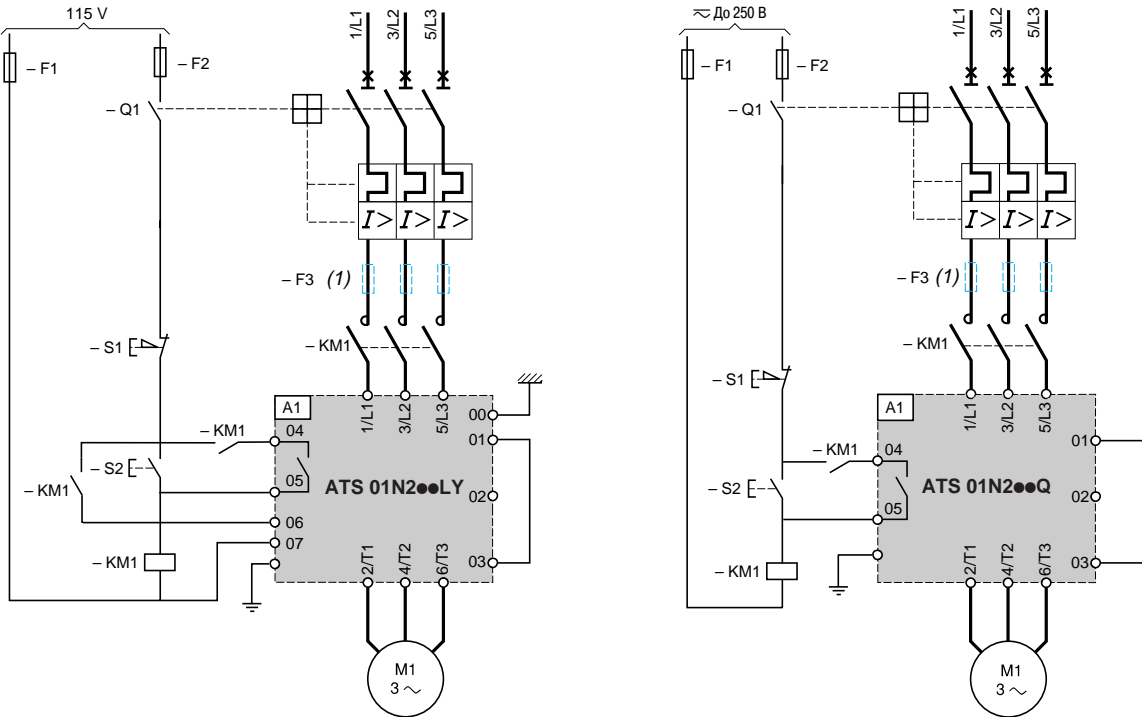 115 V
– F1
– F2
– Q1
1/L1
3/L2
5/L3
I>
I>
I>
– F3 (1)
– KM1
– S1
A1
1/L1
3/L2
5/L3
00
01
02
03
04
05
06
07
– KM1
– S2
– KM1
– KM1
ATS 01N2●●LY
2/T1
4/T2
6/T3
M1
3 ~
До 250 В
– F1
– F2
– Q1
1/L1
3/L2
5/L3
I>
I>
I>
– F3 (1)
– KM1
– S1
A1
1/L1
3/L2
5/L3
01
02
03
04
05
– KM1
– S2
– KM1
ATS 01N2●●Q
2/T1
4/T2
6/T3
M1
3 ~